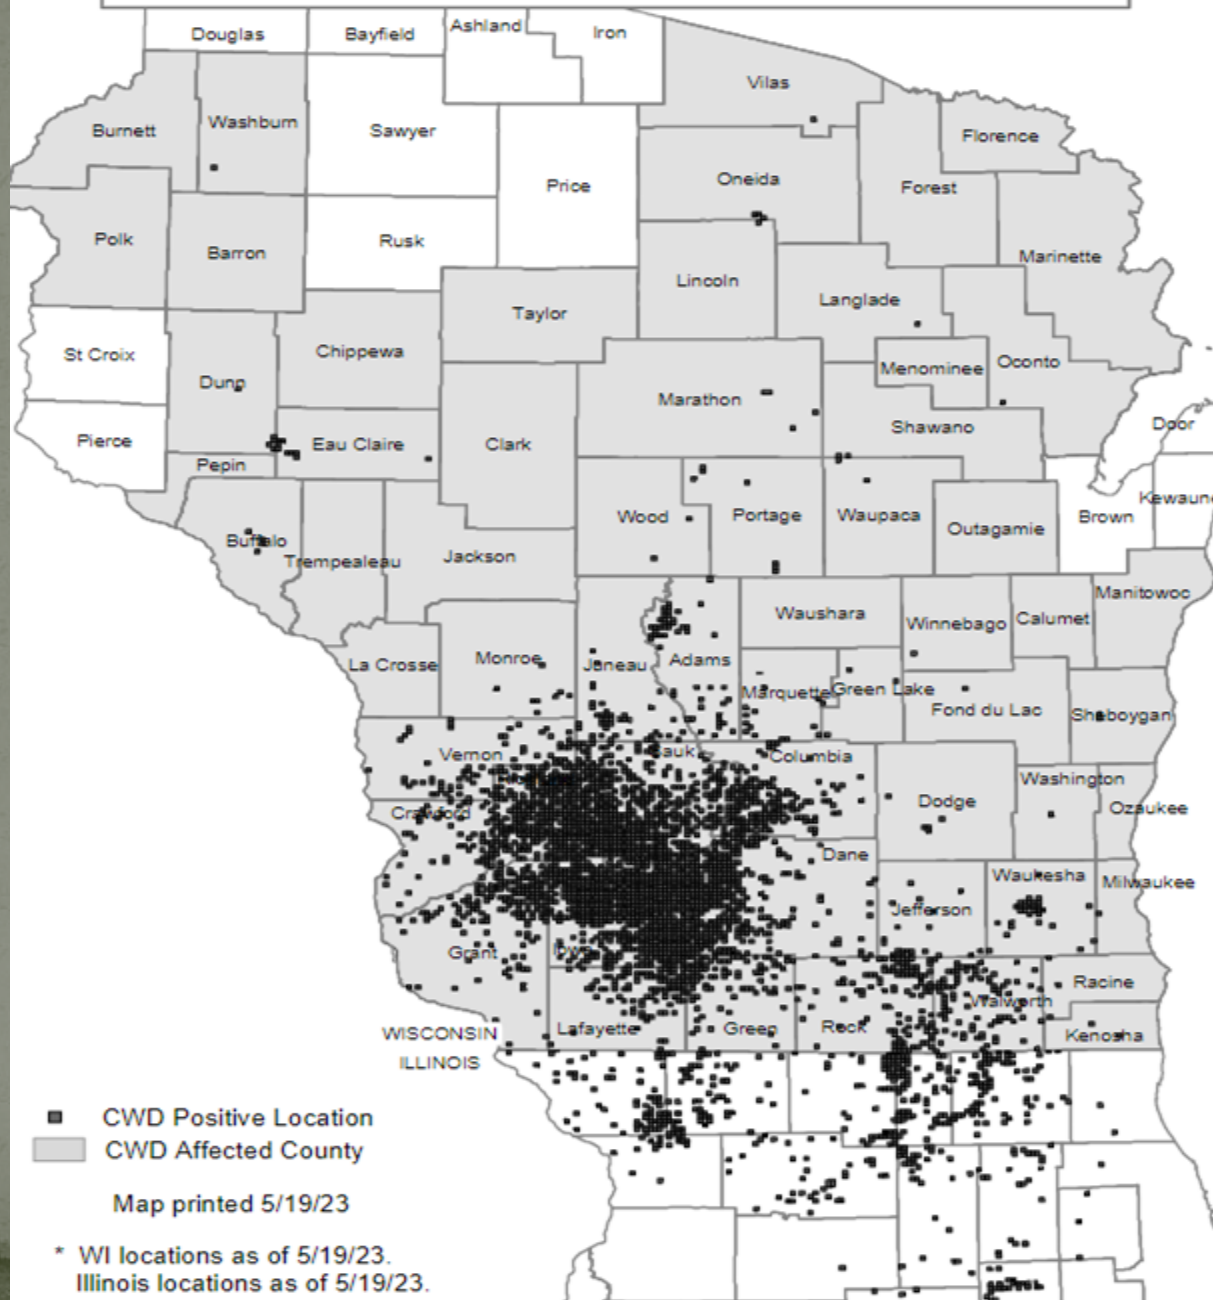 Douglas
Bayfield
Ashland
Iron
Vilas
Burnett
Washburn
Sawyer
Florence
Price
Oneida
Forest
Polk
Barron
Rusk
Marinette
Lincoln
Langlade
Taylor
St Croix
Chippewa
Dunn
Menominee
Oconto
Marathon
Door
Pierce
Eau Claire
Clark
Shawano
Pepin
Kewaun
Wood
Portage
Waupaca
Brown
Outagamie
Buffalo
Trempealeau
Jackson
Manitowoc
Waushara
Winnebago
Calumet
La Crosse
Monroe
Juneau
Adams
Marquette
Green Lake
Fond du Lac
Sheboygan
Vernon
Sauk
Columbia
Washington
Dodge
Ozaukee
Crawford
Dane
Waukesha
Milwaukee
Jefferson
Grant
Iowa
Racine
Walworth
WISCONSIN
Lafayette
Green
Rock
Kenosha
ILLINOIS
CWD Positive Location
CWD Affected County
Map printed 5/19/23
* WI locations as of 5/19/23.
Illinois locations as of 5/19/23.